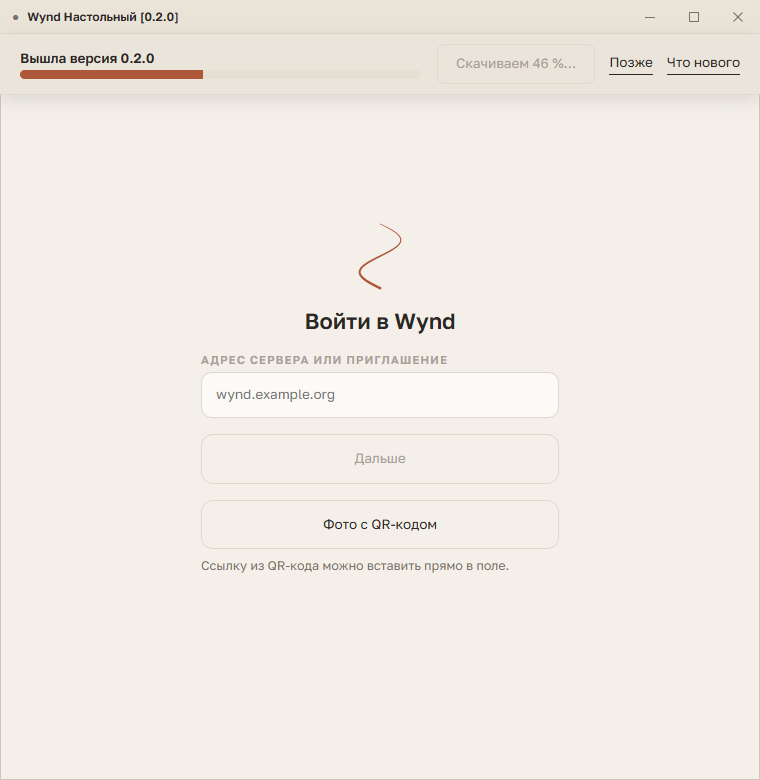 Wynd Настольный [0.2.0]
Вышла версия 0.2.0
Скачиваем 46 %...
Позже
Что нового
Войти в Wynd
АДРЕС СЕРВЕРА ИЛИ ПРИГЛАШЕНИЕ
wynd.example.org
Дальше
Фото с QR-кодом
Ссылку из QR-кода можно вставить прямо в поле.